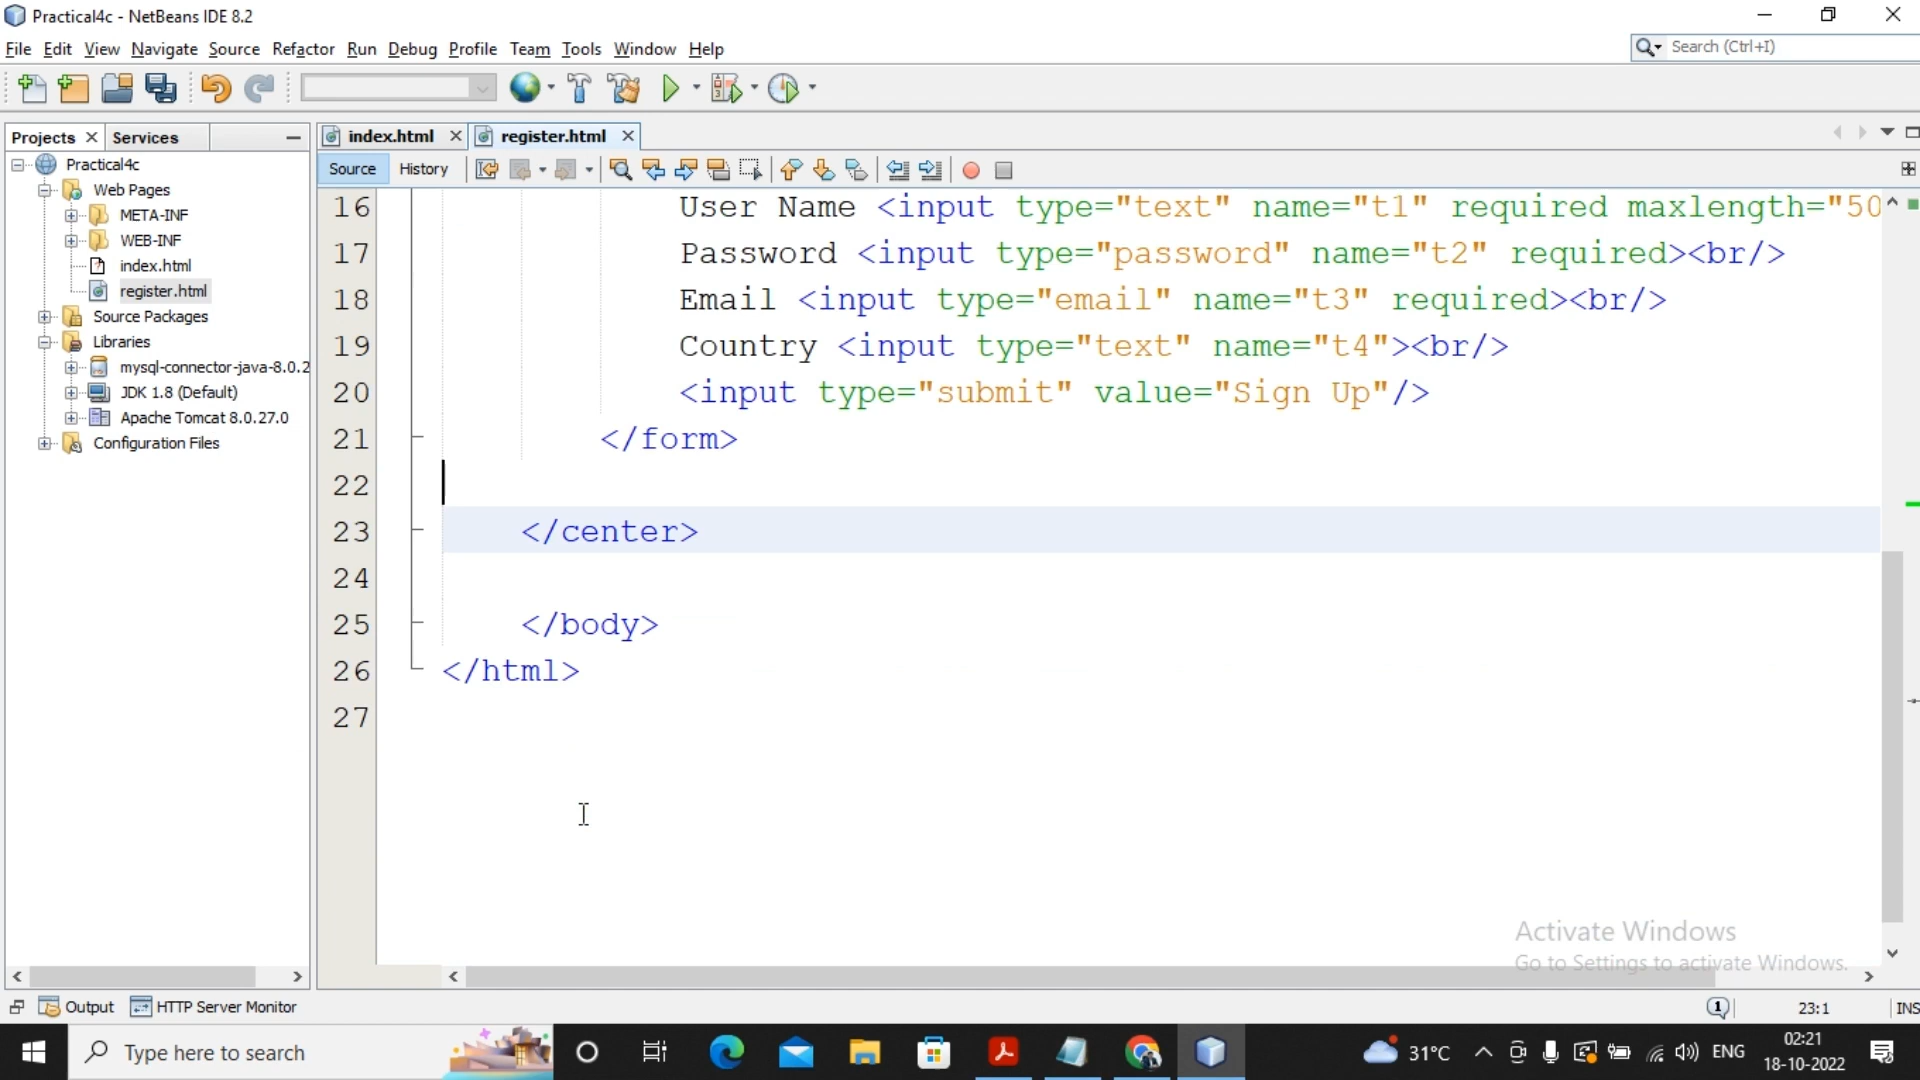 Practical4c - NetBeans IDE 8.2
File Edit View Navigate Source Refactor Run Debug Profile Team Tools Window Help
Search (Ctrl+I)
Projects Services
index.html register.html
Source History
Practical4c
Web Pages
META-INF
WEB-INF
index.html
register.html
Source Packages
Libraries
mysql-connector-java-8.0.2
JDK 1.8 (Default)
Apache Tomcat 8.0.27.0
Configuration Files
16 User Name <input type="text" name="t1" required maxlength="50
17 Password <input type="password" name="t2" required><br/>
18 Email <input type="email" name="t3" required><br/>
19 Country <input type="text" name="t4"><br/>
20 <input type="submit" value="Sign Up"/>
21 </form>
22
23 </center>
24
25 </body>
26 </html>
27
Activate Windows
Go to Settings to activate Windows.
Output HTTP Server Monitor
1 23:1 INS
Type here to search
31°C ENG
02:21
18-10-2022